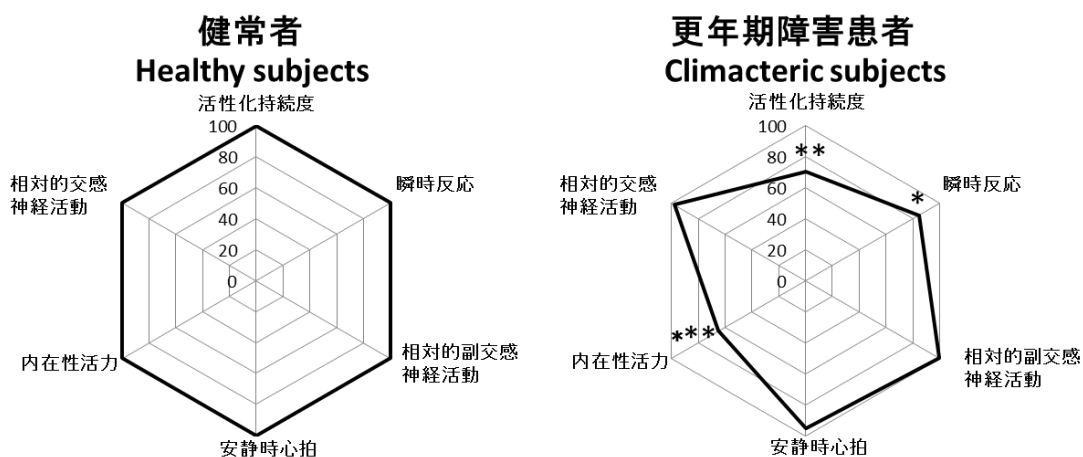 健常者
Healthy subjects
活性化持続度
100
80
60
40
20
0
相対的交感
神経活動
瞬時反応
内在性活力
相対的副交感
神経活動
安静時心拍
更年期障害患者
Climacteric subjects
活性化持続度
100
80
60
40
20
0
**
*
***
相対的交感
神経活動
瞬時反応
内在性活力
相対的副交感
神経活動
安静時心拍